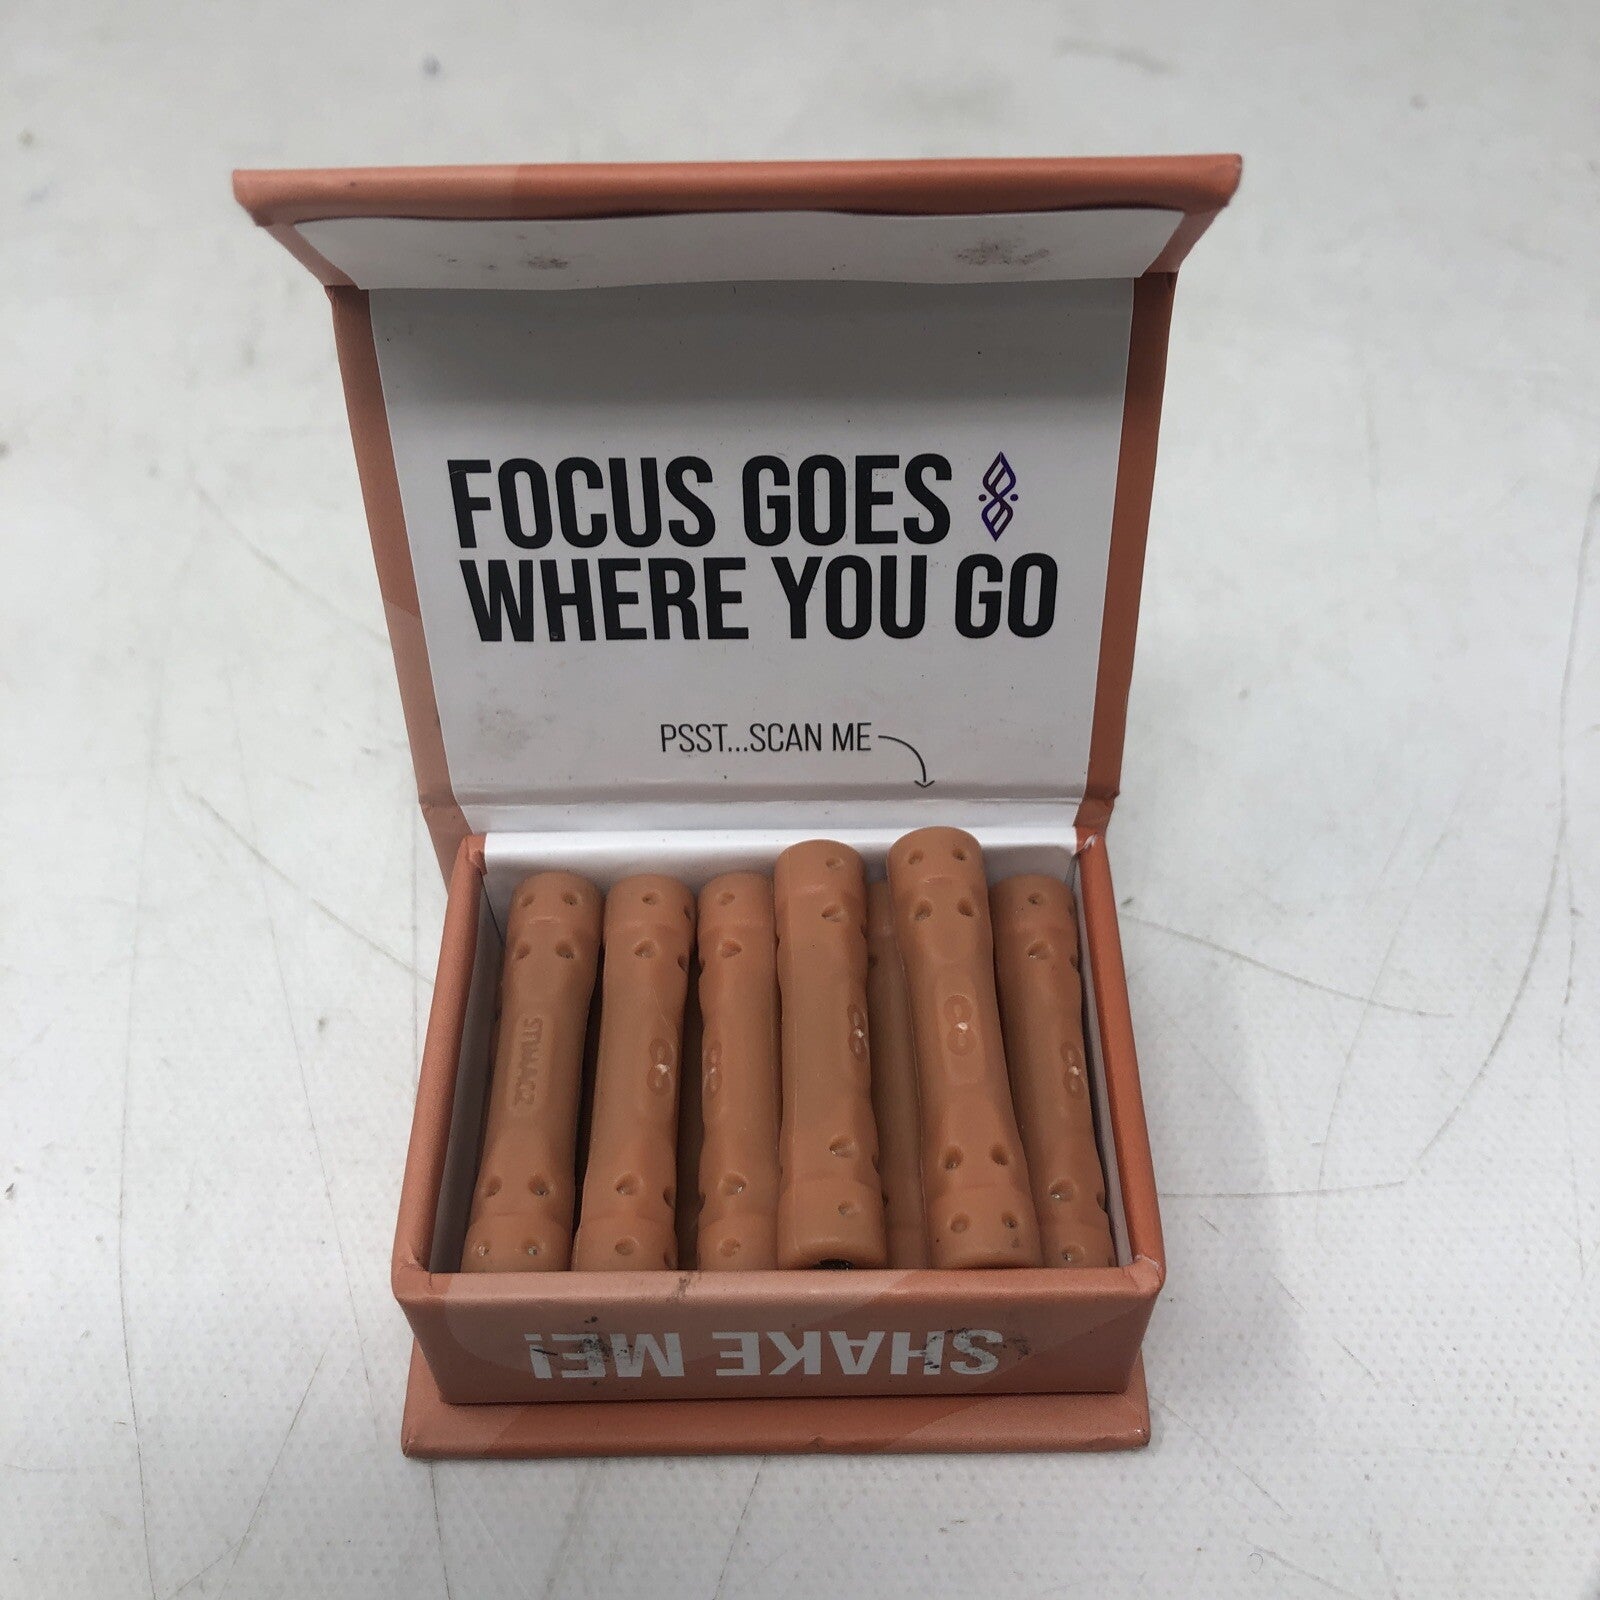 FOCUS GOES
WHERE YOU GO
PSST...SCAN ME
SHAKE ME!